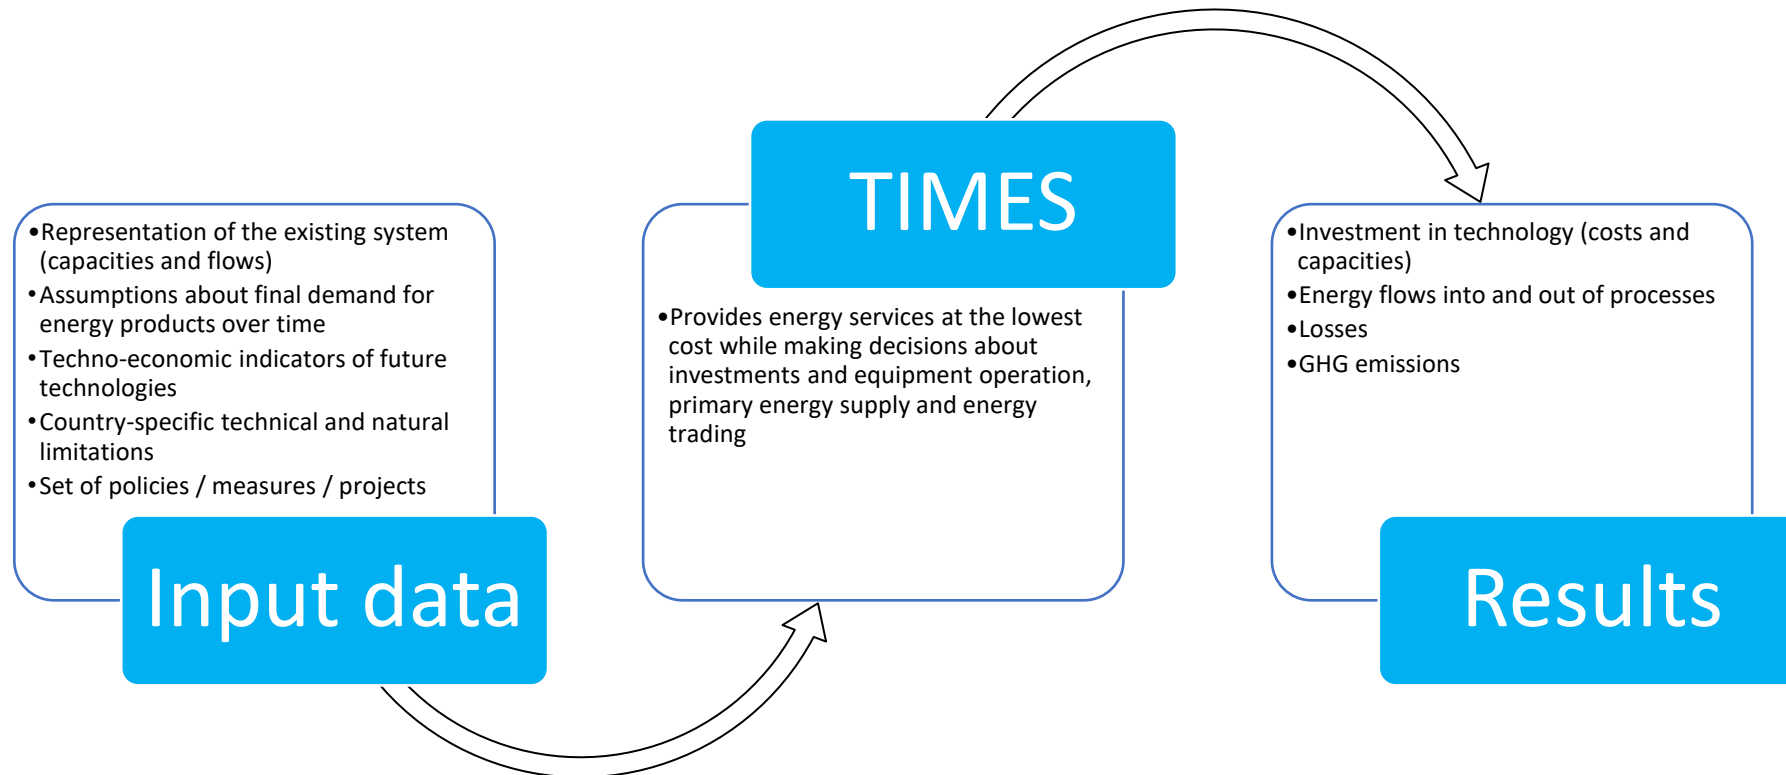 •Representation of the existing system
(capacities and flows)
•Assumptions about final demand for
energy products over time
•Techno-economic indicators of future
technologies
•Country-specific technical and natural
limitations
•Set of policies / measures / projects
Input data
TIMES
•Provides energy services at the lowest
cost while making decisions about
investments and equipment operation,
primary energy supply and energy
trading
•Investment in technology (costs and
capacities)
•Energy flows into and out of processes
•Losses
•GHG emissions
Results